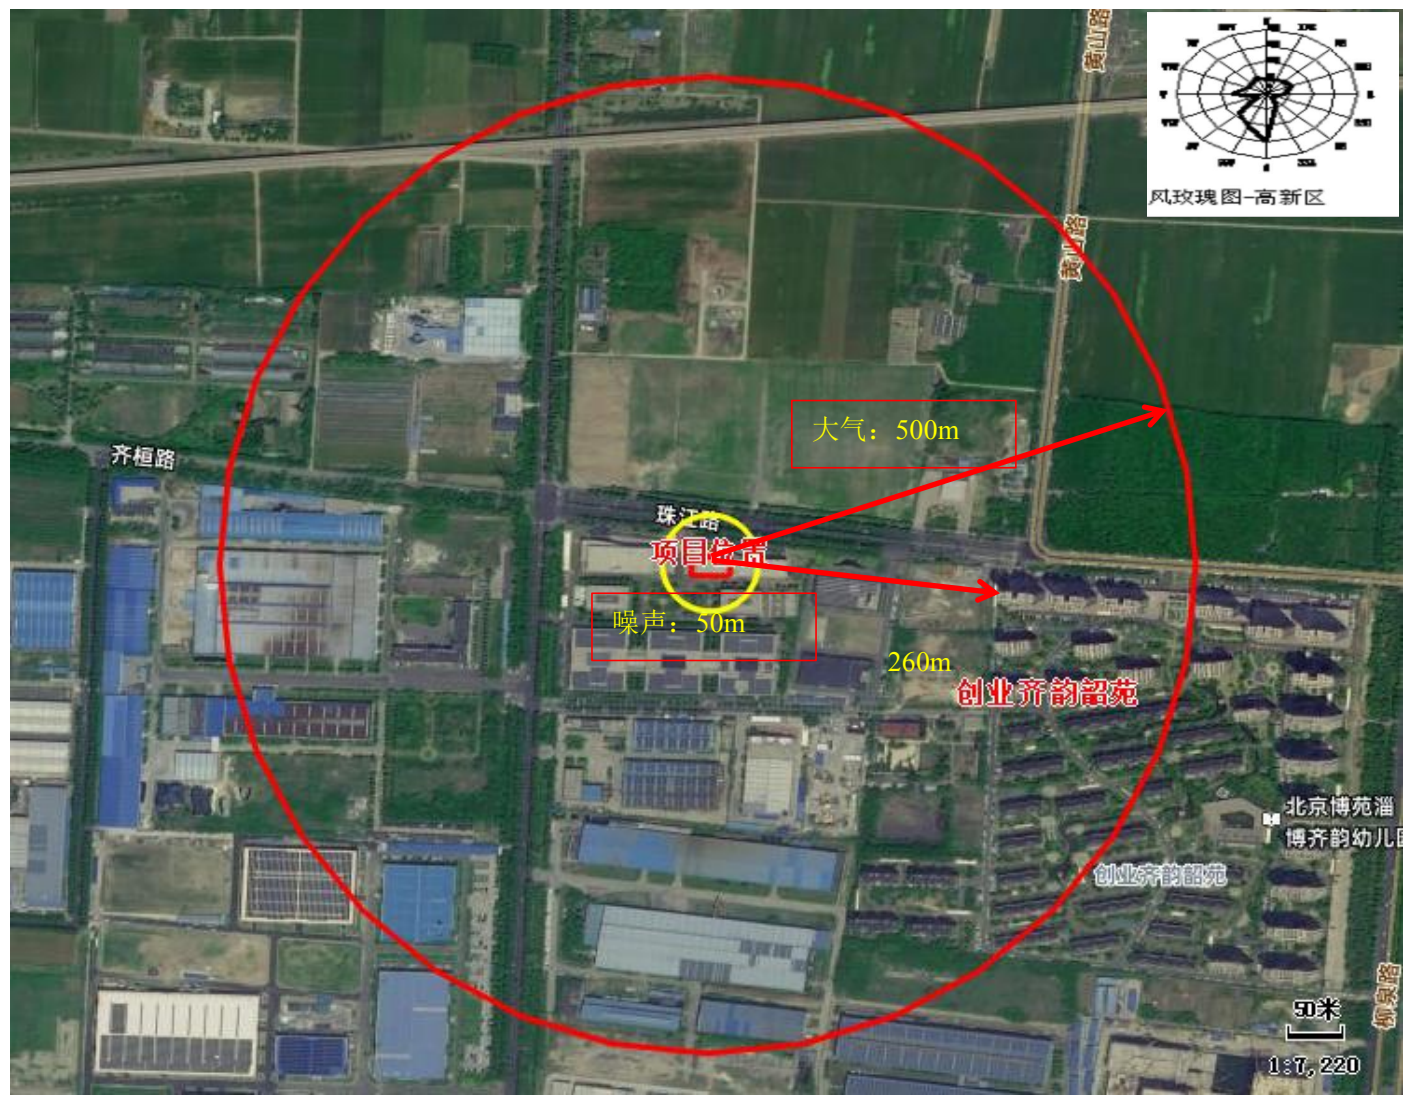 黄山路
风玫瑰图-高新区
黄山路
大气：500m
齐桓路
珠江路
项目位置
噪声：50m
260m
创业齐韵韶苑
北京博苑淄
博齐韵幼儿园
创业齐韵韶苑
柳泉路
50米
1:7,220